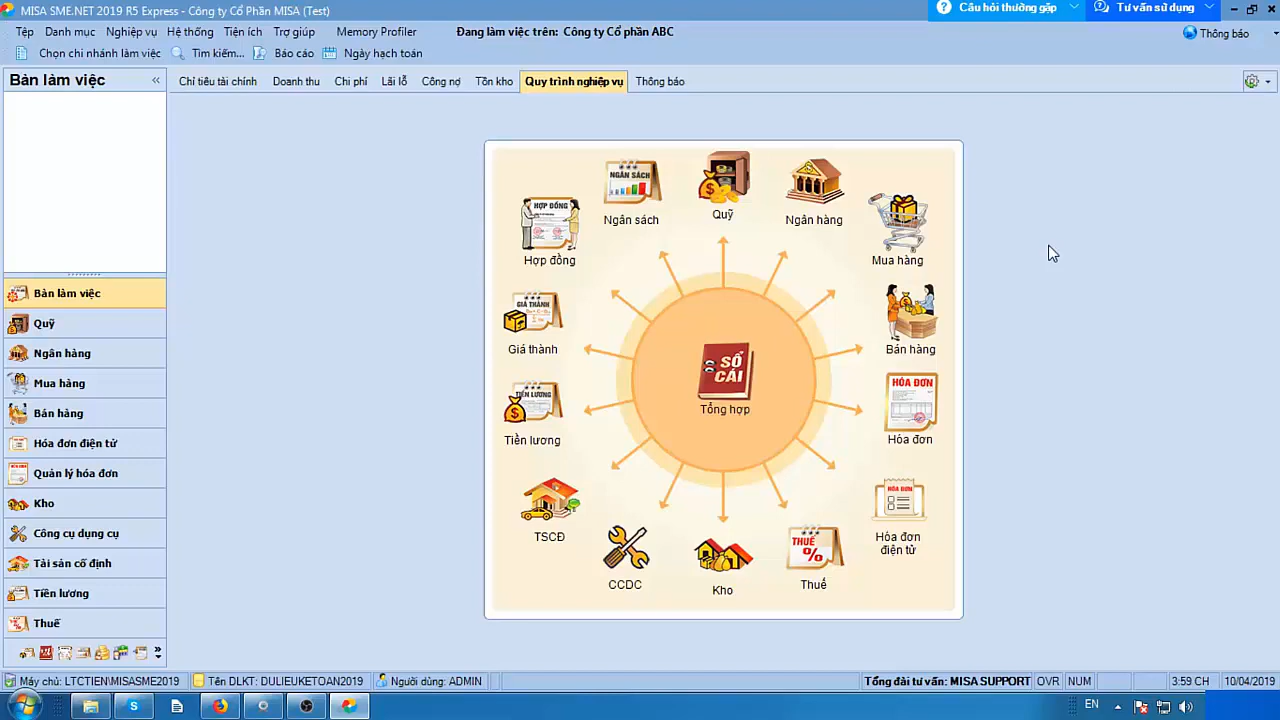 MISA SME.NET 2019 R5 Express - Công ty Cổ Phần MISA (Test)
Câu hỏi thường gặp
Tư vấn sử dụng
Tệp Danh mục Nghiệp vụ Hệ thống Tiện ích Trợ giúp Memory Profiler Đang làm việc trên: Công ty Cổ phần ABC
Thông báo
Chọn chi nhánh làm việc Tìm kiếm... Báo cáo Ngày hạch toán
Bàn làm việc «
Chỉ tiêu tài chính Doanh thu Chi phí Lãi lỗ Công nợ Tồn kho Quy trình nghiệp vụ Thông báo
Bàn làm việc
Quỹ
Ngân hàng
Mua hàng
Bán hàng
Hóa đơn điện tử
Quản lý hóa đơn
Kho
Công cụ dụng cụ
Tài sản cố định
Tiền lương
Thuế
NGÂN SÁCH
Ngân sách
Quỹ
Ngân hàng
HỢP ĐỒNG
Hợp đồng
Mua hàng
GIÁ THÀNH
Giá thành
Bán hàng
SỔ CÁI
Tổng hợp
TIỀN LƯƠNG
Tiền lương
HÓA ĐƠN
Hóa đơn
TSCĐ
HÓA ĐƠN
Hóa đơn
điện tử
CCDC
Kho
THUẾ %
Thuế
Máy chủ: LTCTIEN\MISASME2019 Tên DLKT: DULIEUKETOAN2019 Người dùng: ADMIN Tổng đài tư vấn: MISA SUPPORT OVR NUM 3:59 CH 10/04/2019
EN